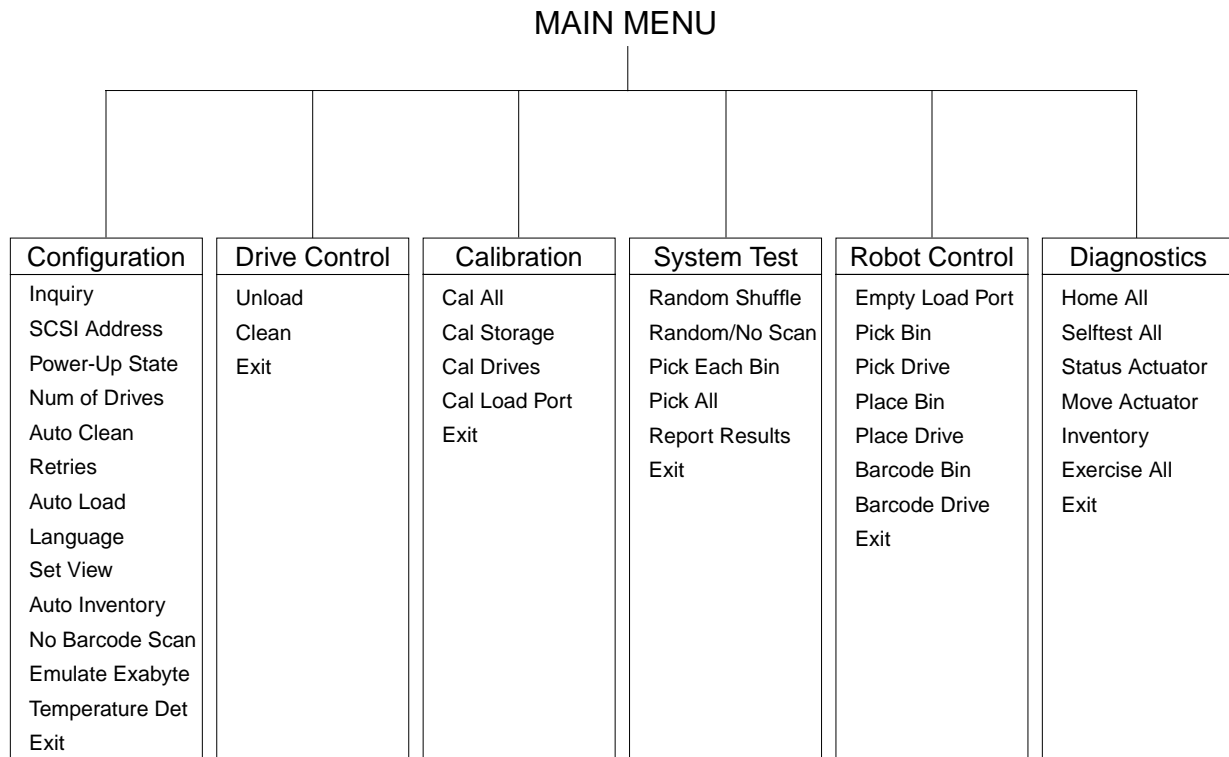 MAIN MENU
Configuration
Inquiry
SCSI Address
Power-Up State
Num of Drives
Auto Clean
Retries
Auto Load
Language
Set View
Auto Inventory
No Barcode Scan
Emulate Exabyte
Temperature Det
Exit
Drive Control
Unload
Clean
Exit
Calibration
Cal All
Cal Storage
Cal Drives
Cal Load Port
Exit
System Test
Random Shuffle
Random/No Scan
Pick Each Bin
Pick All
Report Results
Exit
Robot Control
Empty Load Port
Pick Bin
Pick Drive
Place Bin
Place Drive
Barcode Bin
Barcode Drive
Exit
Diagnostics
Home All
Selftest All
Status Actuator
Move Actuator
Inventory
Exercise All
Exit